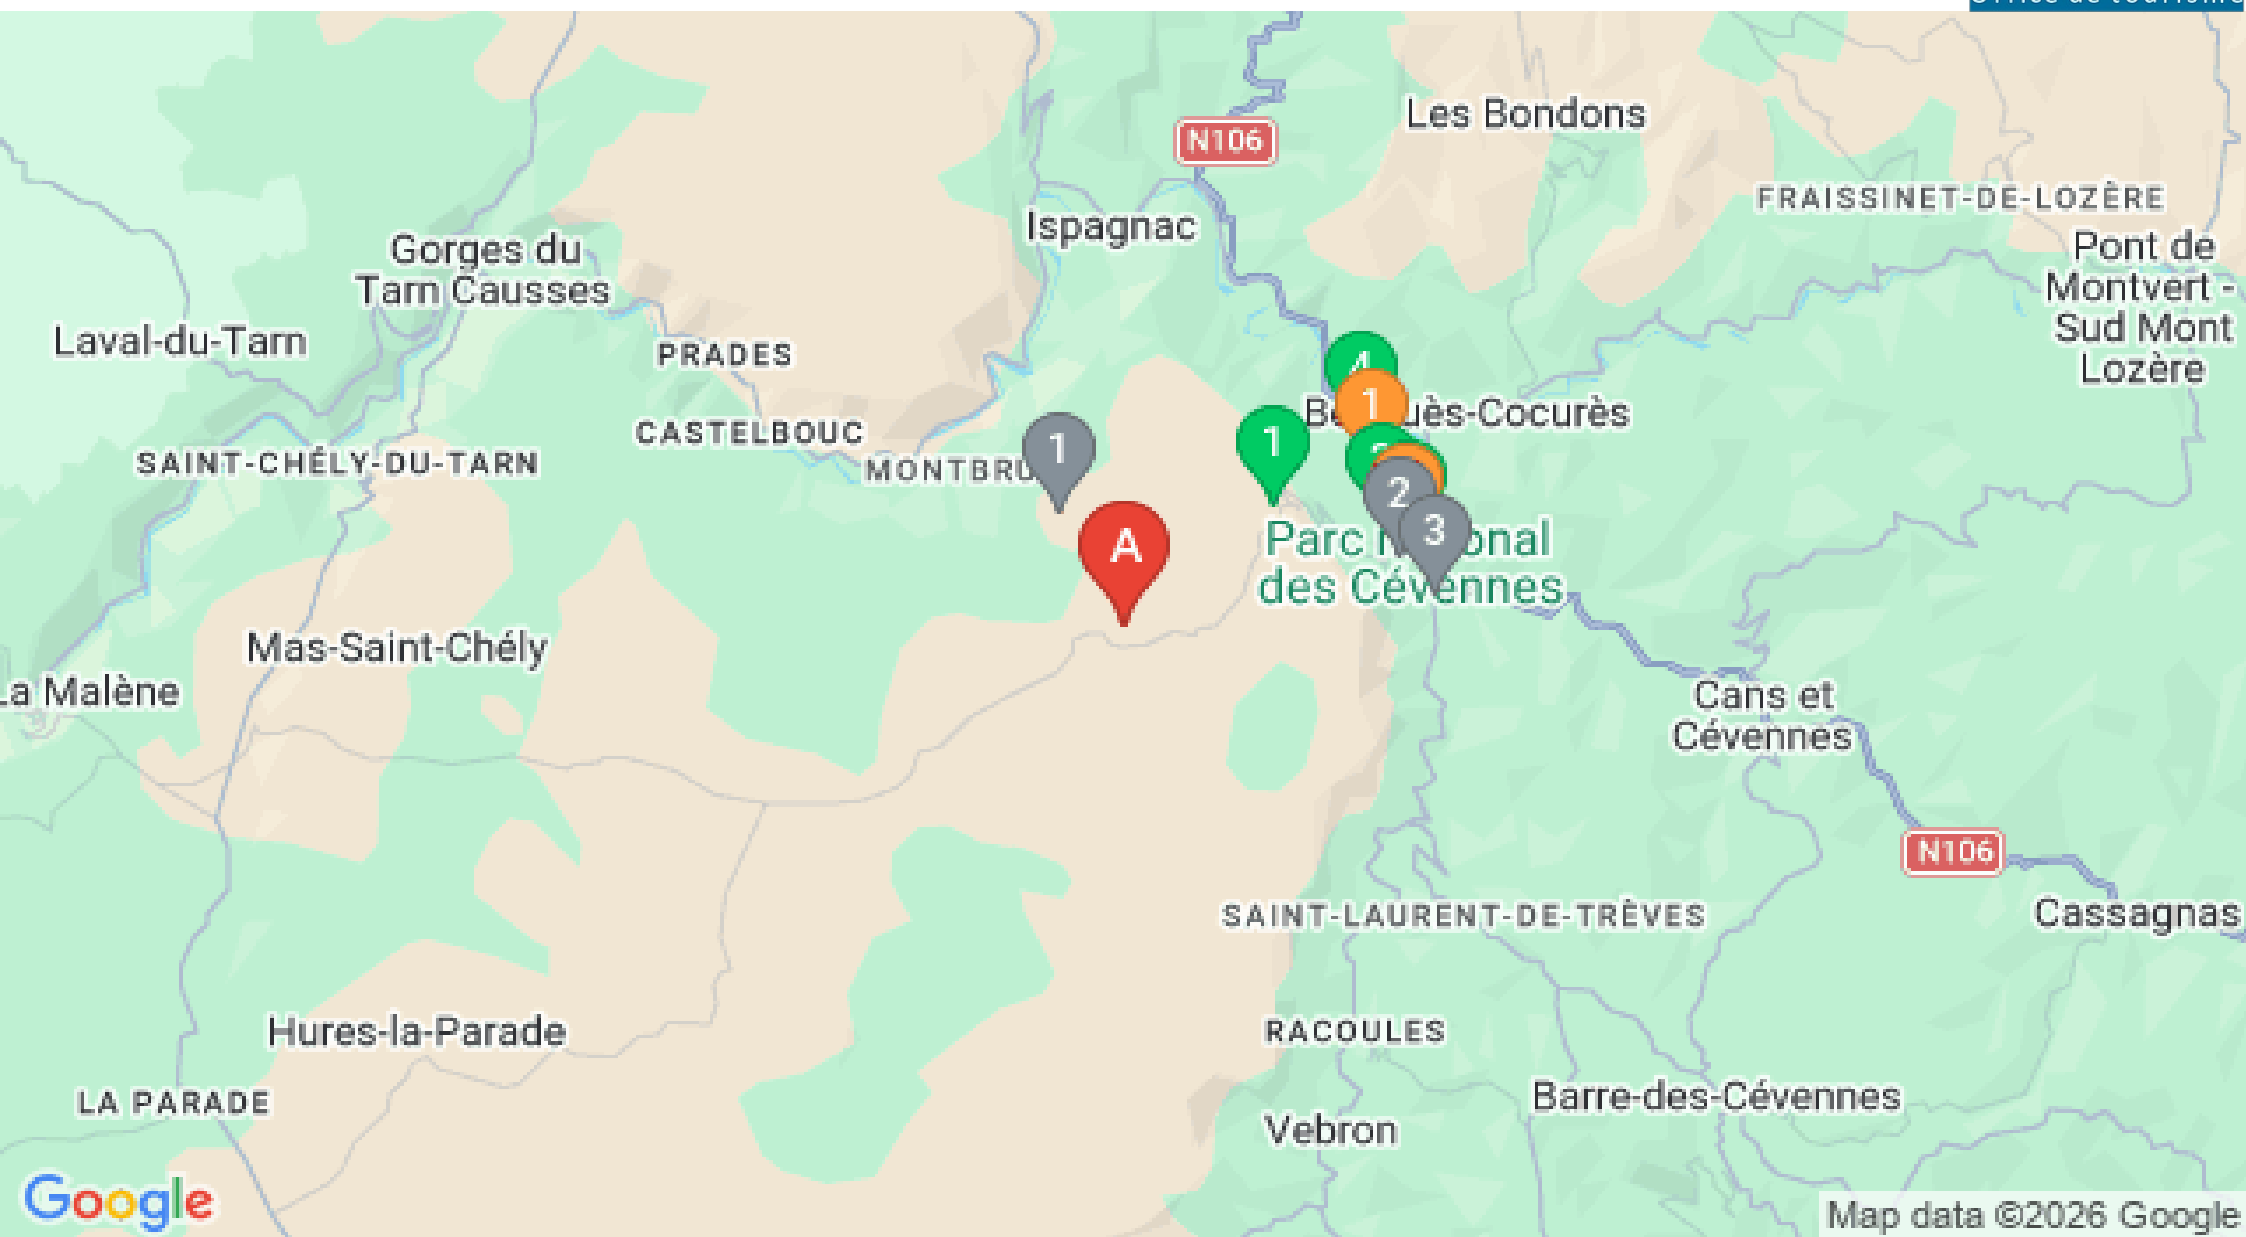 N106
Les Bondons
FRAISSINET-DE-LOZÈRE
Ispagnac
Gorges du
Tarn Causses
Pont de
Montvert -
Sud Mont
Lozère
Laval-du-Tarn
PRADES
4
1
1
1
CASTELBOUC
SAINT-CHÉLY-DU-TARN
2
3
A
Parc
des Cévennes
Mas-Saint-Chély
La Malène
Cans et
Cévennes
N106
SAINT-LAURENT-DE-TRÈVES
Cassagnas
Hures-la-Parade
RACOULES
LA PARADE
Barre-des-Cévennes
Vebron
Google
Map data ©2026 Google